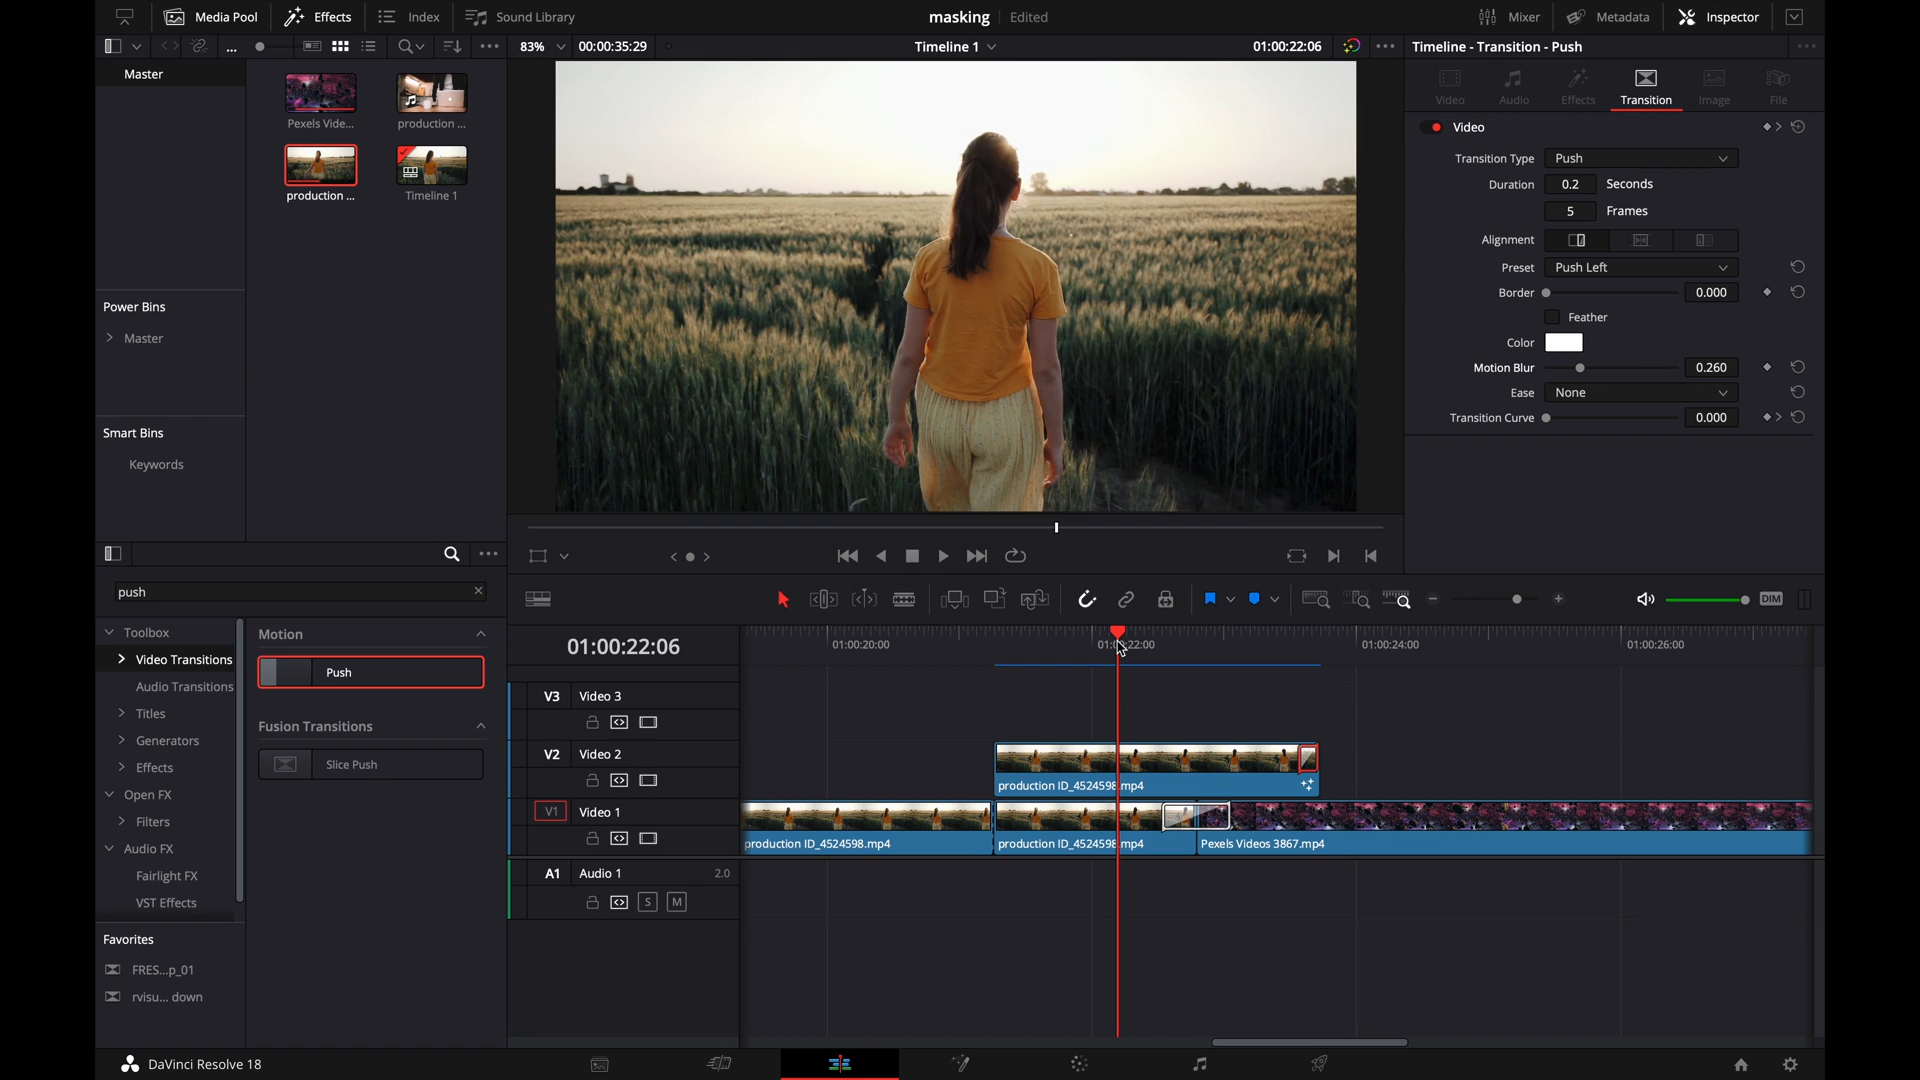 Media Pool
Effects
Index
Sound Library
masking
Edited
Mixer
Metadata
Inspector
83%
00:00:35:29
Timeline 1
01:00:22:06
Timeline - Transition - Push
Master
Pexels Vide...
production ...
production ...
Timeline 1
Power Bins
Master
Smart Bins
Keywords
Video
Audio
Effects
Transition
Image
File
Video
Transition Type
Push
Duration
0.2
Seconds
5
Frames
Alignment
Preset
Push Left
Border
0.000
Feather
Color
Motion Blur
0.260
Ease
None
Transition Curve
0.000
push
Toolbox
Video Transitions
Audio Transitions
Titles
Generators
Effects
Open FX
Filters
Audio FX
Fairlight FX
VST Effects
Favorites
FRES...p_01
rvisu... down
Motion
Push
Fusion Transitions
Slice Push
DIM
01:00:22:06
01:00:20:00
01:00:24:00
01:00:26:00
V3
Video 3
V2
Video 2
V1
Video 1
A1
Audio 1
2.0
S
M
production ID_4524598.mp4
production ID_4524598.mp4
production ID_4524598.mp4
Pexels Videos 3867.mp4
DaVinci Resolve 18